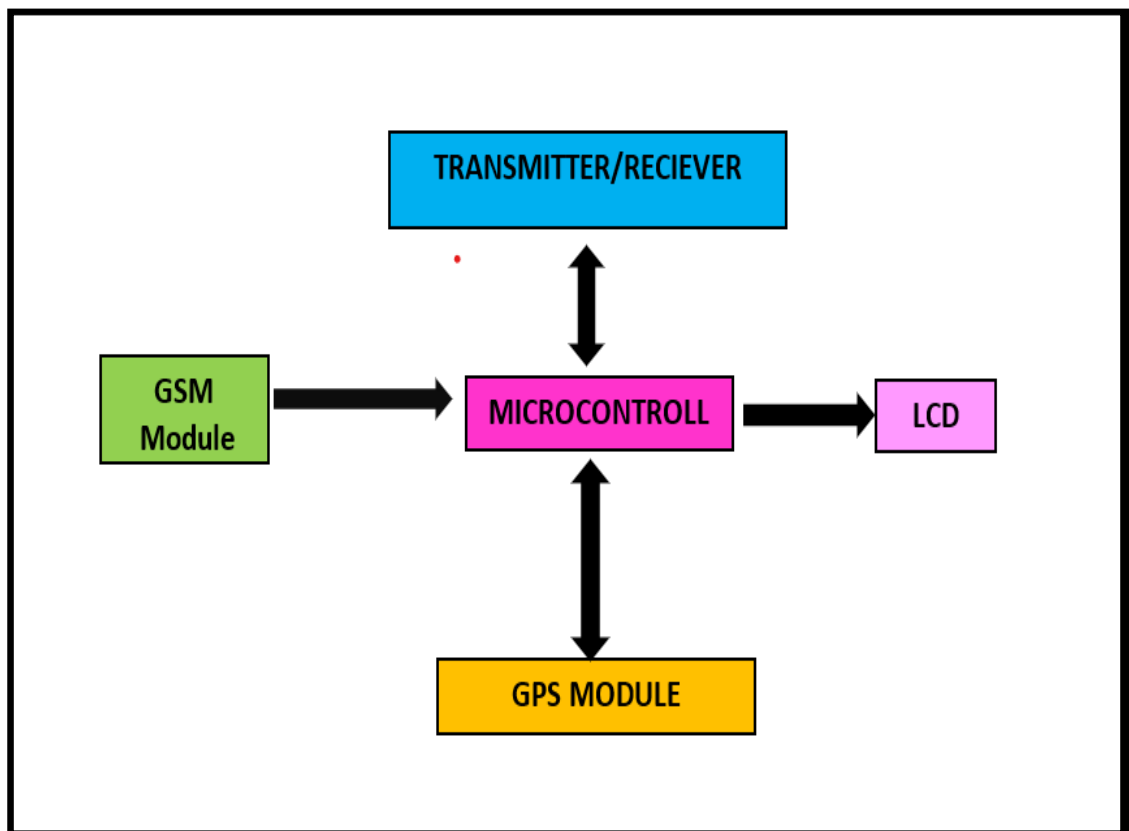 TRANSMITTER/RECIEVER
GSM
Module
MICROCONTROLL
LCD
GPS MODULE